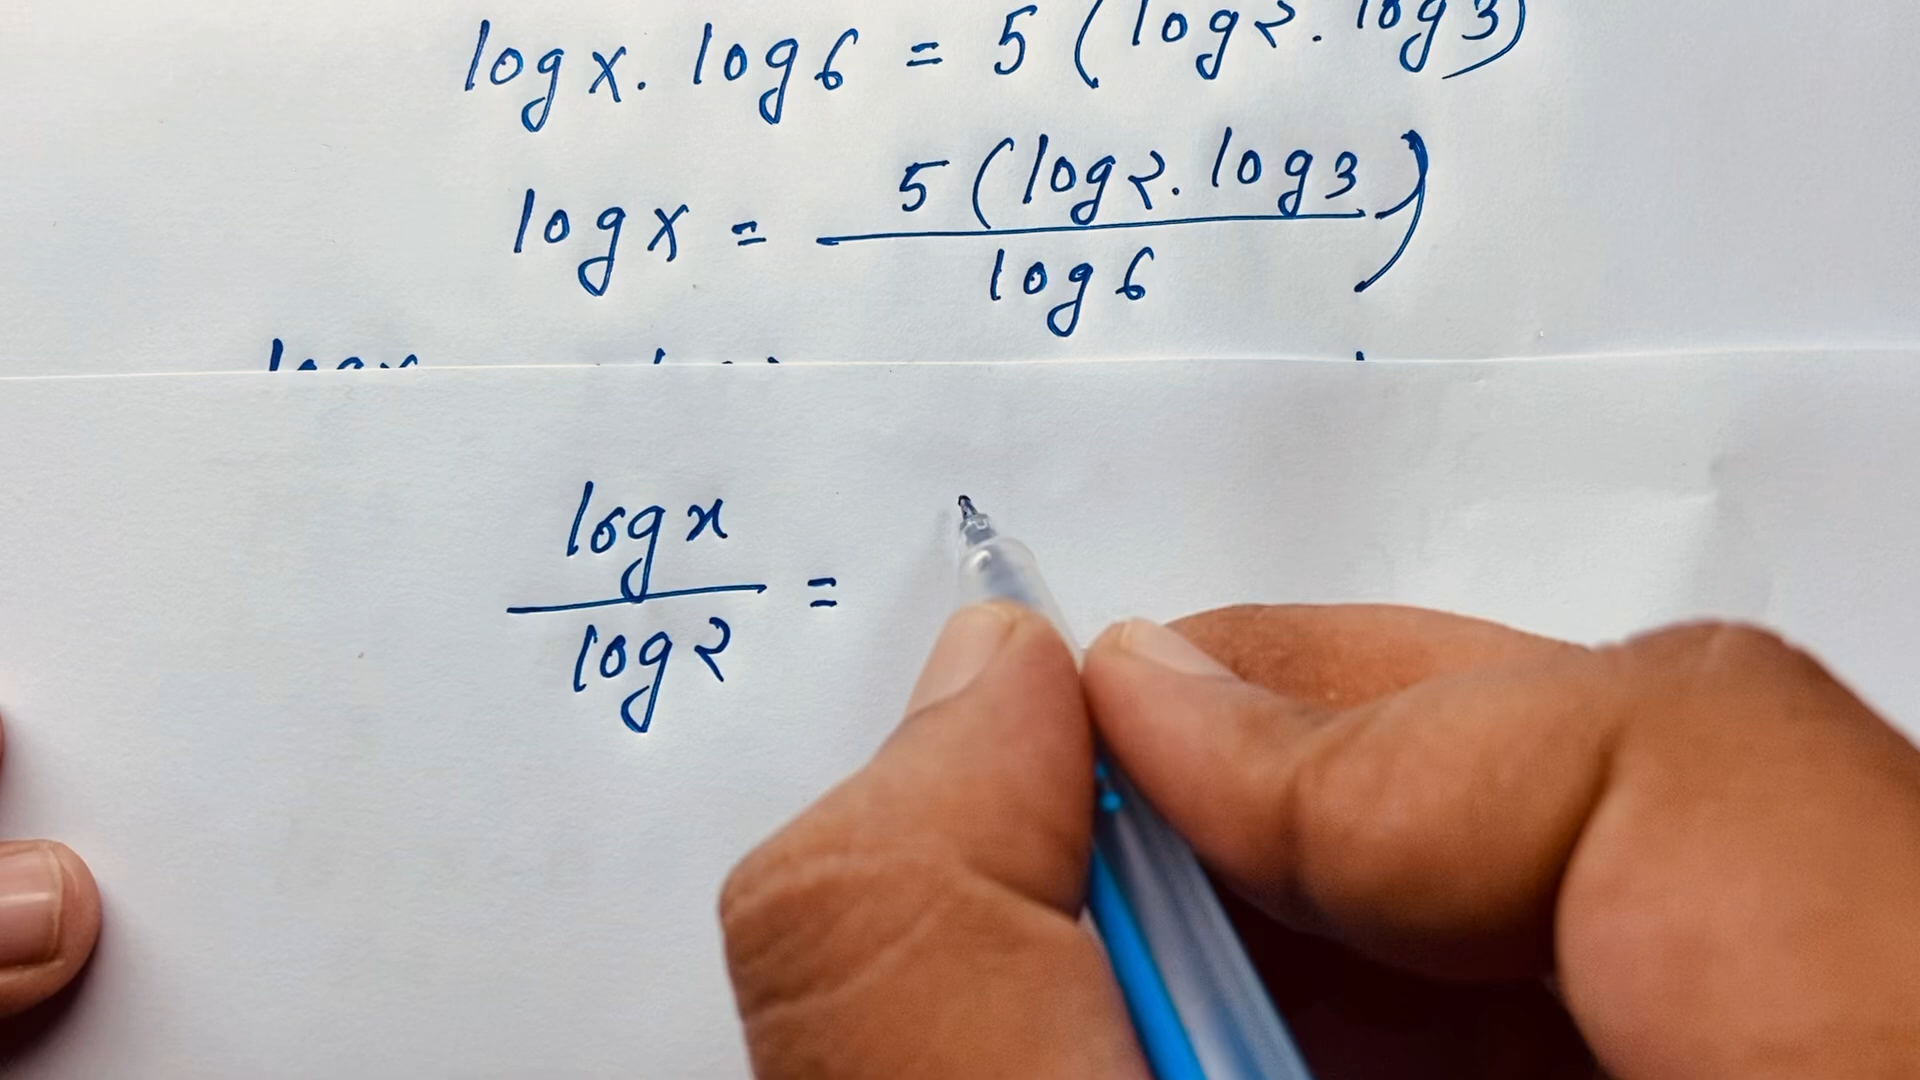 log x . log 6 = 5 ( log 2 . log 3 )
log x = 5 ( log 2 . log 3 ) / log 6
log x / log 2 =